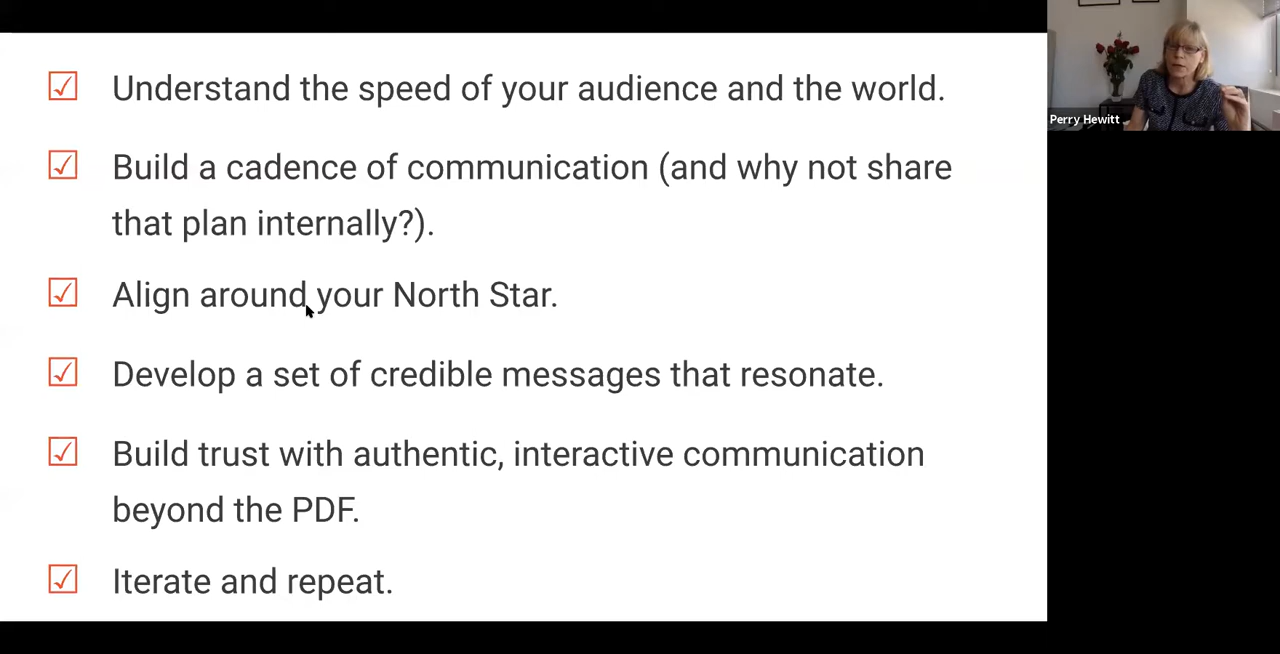 Understand the speed of your audience and the world.
Build a cadence of communication (and why not share
that plan internally?).
Align around your North Star.
Develop a set of credible messages that resonate.
Build trust with authentic, interactive communication
beyond the PDF.
Iterate and repeat.
Perry Hewitt